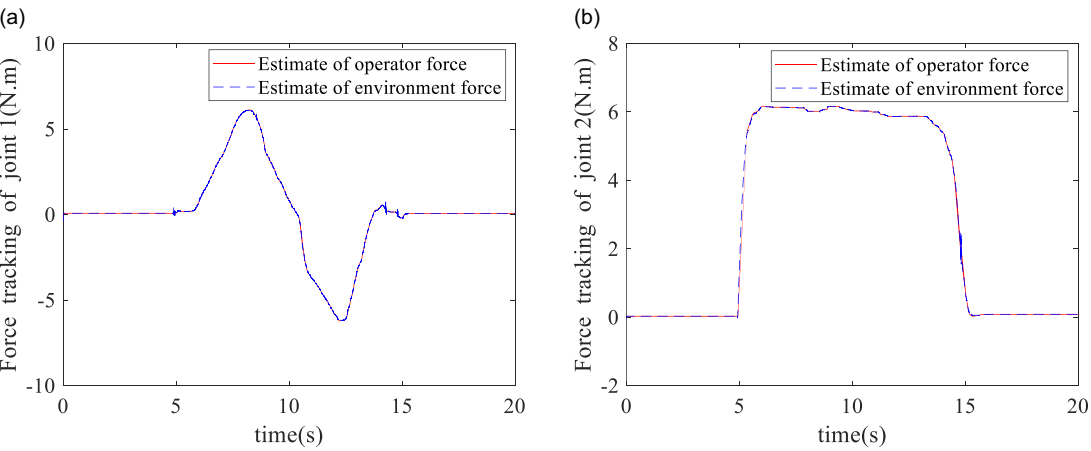 (a)
Force tracking of joint 1(N.m)
10
5
0
-5
-10
Estimate of operator force
Estimate of environment force
0 5 10 15 20
time(s)
(b)
Force tracking of joint 2(N.m)
8
6
4
2
0
-2
Estimate of operator force
Estimate of environment force
0 5 10 15 20
time(s)